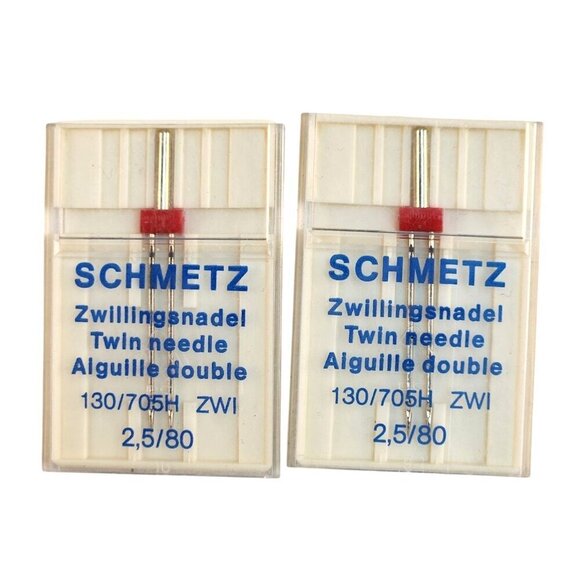 SCHMETZ
Zwillingsnadel
Twin needle
Aiguille double
130/705H ZWI
2,5/80
SCHMETZ
Zwillingsnadel
Twin needle
Aiguille double
130/705H ZWI
2,5/80